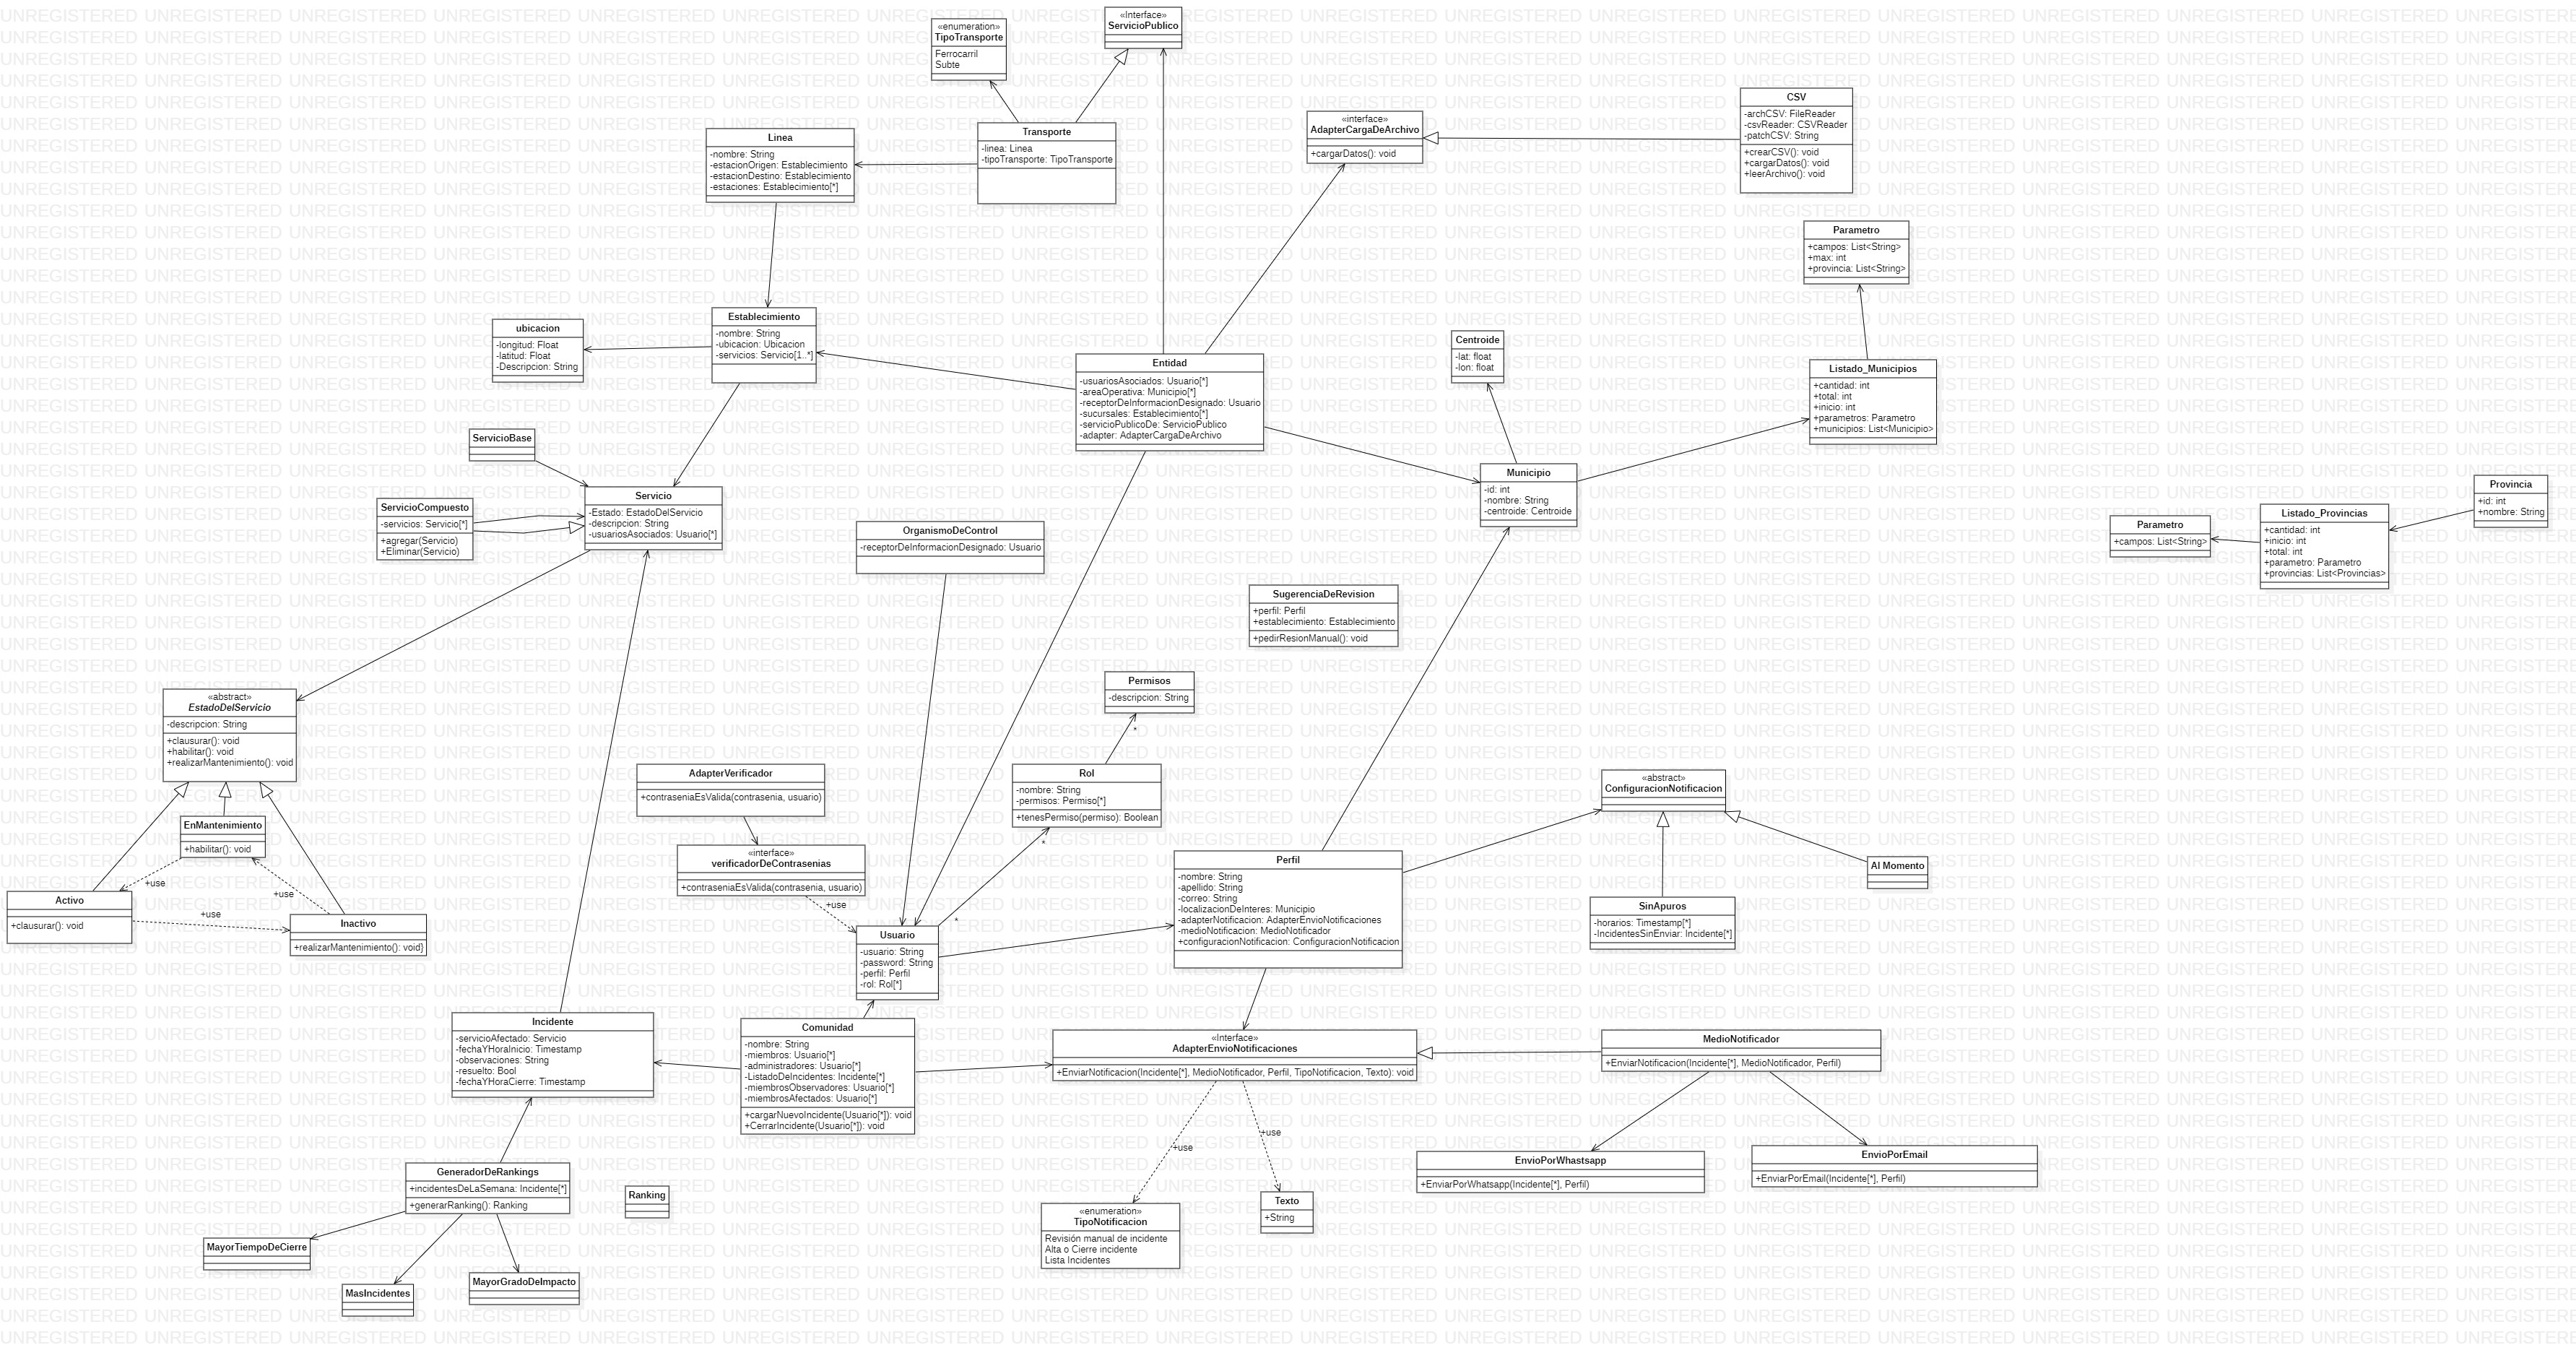 «enumeration»
TipoTransporte
Ferrocarril
Subte
«Interface»
ServicioPublico
Linea
-nombre: String
-estacionOrigen: Establecimiento
-estacionDestino: Establecimiento
-estaciones: Establecimiento[*]
Transporte
-linea: Linea
-tipoTransporte: TipoTransporte
«interface»
AdapterCargaDeArchivo
+cargarDatos(): void
CSV
-archCSV: FileReader
-csvReader: CSVReader
-patchCSV: String
+crearCSV(): void
+cargarDatos(): void
+leerArchivo(): void
Parametro
+campos: List<String>
+max: int
+provincia: List<String>
ubicacion
-longitud: Float
-latitud: Float
-Descripcion: String
Establecimiento
-nombre: String
-ubicacion: Ubicacion
-servicios: Servicio[1..*]
Entidad
-usuariosAsociados: Usuario[*]
-areaOperativa: Municipio[*]
-receptorDeInformacionDesignado: Usuario
-sucursales: Establecimiento[*]
-servicioPublicoDe: ServicioPublico
-adapter: AdapterCargaDeArchivo
Centroide
-lat: float
-lon: float
Listado_Municipios
+cantidad: int
+total: int
+inicio: int
+parametros: Parametro
+municipios: List<Municipio>
ServicioBase
ServicioCompuesto
-servicios: Servicio[*]
+agregar(Servicio)
+Eliminar(Servicio)
Servicio
-Estado: EstadoDelServicio
-descripcion: String
-usuariosAsociados: Usuario[*]
OrganismoDeControl
-receptorDeInformacionDesignado: Usuario
Municipio
-id: int
-nombre: String
-centroide: Centroide
Parametro
+campos: List<String>
Listado_Provincias
+cantidad: int
+inicio: int
+total: int
+parametro: Parametro
+provincias: List<Provincias>
Provincia
+id: int
+nombre: String
SugerenciaDeRevision
+perfil: Perfil
+establecimiento: Establecimiento
+pedirResionManual(): void
«abstract»
EstadoDelServicio
-descripcion: String
+clausurar(): void
+habilitar(): void
+realizarMantenimiento(): void
Permisos
-descripcion: String
*
AdapterVerificador
+contraseniaEsValida(contrasenia, usuario)
Rol
-nombre: String
-permisos: Permiso[*]
+tenesPermiso(permiso): Boolean
*
«abstract»
ConfiguracionNotificacion
EnMantenimiento
+habilitar(): void
«interface»
verificadorDeContrasenias
+contraseniaEsValida(contrasenia, usuario)
+use
Perfil
-nombre: String
-apellido: String
-correo: String
-localizacionDeInteres: Municipio
-adapterNotificacion: AdapterEnvioNotificaciones
-medioNotificacion: MedioNotificador
+configuracionNotificacion: ConfiguracionNotificacion
Al Momento
+use
+use
+use
Activo
+clausurar(): void
Inactivo
+realizarMantenimiento(): void}
*
Usuario
-usuario: String
-password: String
-perfil: Perfil
-rol: Rol[*]
SinApuros
-horarios: Timestamp[*]
-IncidentesSinEnviar: Incidente[*]
Incidente
-servicioAfectado: Servicio
-fechaYHoraInicio: Timestamp
-observaciones: String
-resuelto: Bool
-fechaYHoraCierre: Timestamp
Comunidad
-nombre: String
-miembros: Usuario[*]
-administradores: Usuario[*]
-ListadoDeIncidentes: Incidente[*]
-miembrosObservadores: Usuario[*]
-miembrosAfectados: Usuario[*]
+cargarNuevoIncidente(Usuario[*]): void
+CerrarIncidente(Usuario[*]): void
«Interface»
AdapterEnvioNotificaciones
+EnviarNotificacion(Incidente[*], MedioNotificador, Perfil, TipoNotificacion, Texto): void
MedioNotificador
+EnviarNotificacion(Incidente[*], MedioNotificador, Perfil)
+use
+use
EnvioPorWhastsapp
+EnviarPorWhatsapp(Incidente[*], Perfil)
EnvioPorEmail
+EnviarPorEmail(Incidente[*], Perfil)
GeneradorDeRankings
+incidentesDeLaSemana: Incidente[*]
+generarRanking(): Ranking
Ranking
«enumeration»
TipoNotificacion
Revisión manual de incidente
Alta o Cierre incidente
Lista Incidentes
Texto
+String
MayorTiempoDeCierre
MasIncidentes
MayorGradoDeImpacto
UNREGISTERED